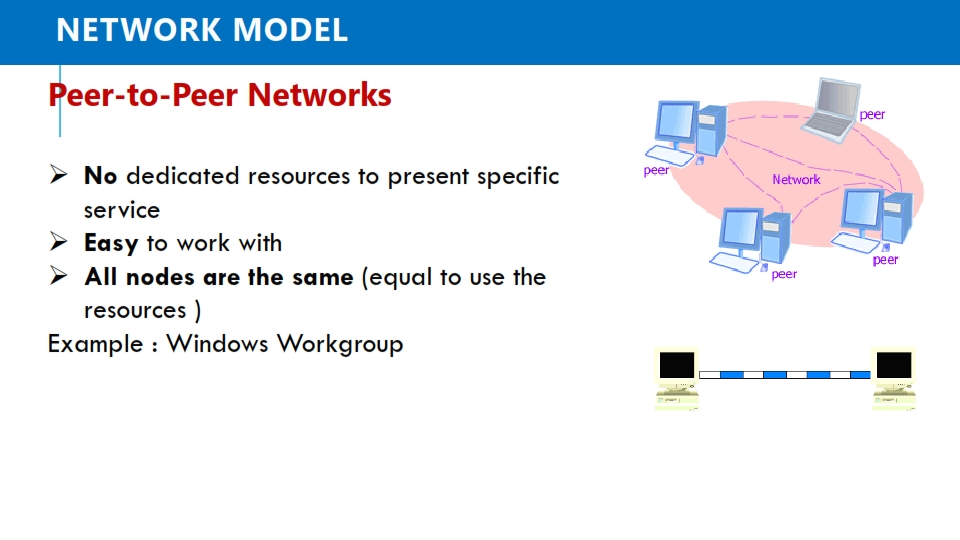 NETWORK MODEL
Peer-to-Peer Networks
➢ No dedicated resources to present specific
service
➢ Easy to work with
➢ All nodes are the same (equal to use the
resources )
Example : Windows Workgroup
peer
peer
Network
peer
peer